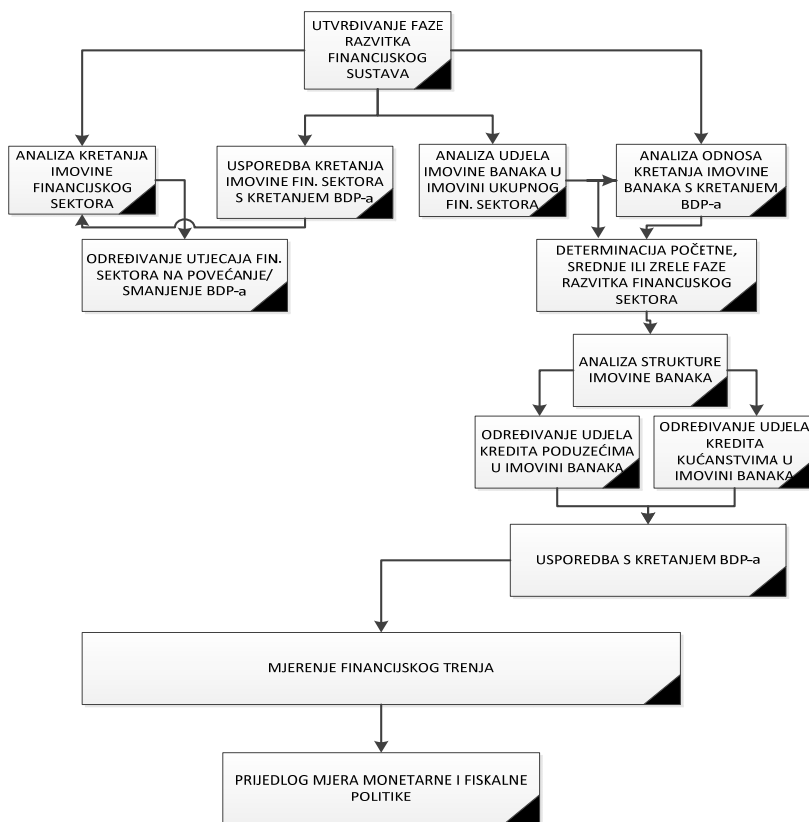 UTVRĐIVANJE FAZE
RAZVITKA
FINANCIJSKOG
SUSTAVA
ANALIZA KRETANJA
IMOVINE
FINANCIJSKOG
SEKTORA
USPOREDBA KRETANJA
IMOVINE FIN. SEKTORA
S KRETANJEM BDP-a
ANALIZA UDJELA
IMOVINE BANAKA U
IMOVINI UKUPNOG
FIN. SEKTORA
ANALIZA ODNOSA
KRETANJA IMOVINE
BANAKA S KRETANJEM
BDP-a
ODREĐIVANJE UTJECAJA FIN.
SEKTORA NA POVEĆANJE/
SMANJENJE BDP-a
DETERMINACIJA POČETNE,
SREDNJE ILI ZRELE FAZE
RAZVITKA FINANCIJSKOG
SEKTORA
ANALIZA STRUKTURE
IMOVINE BANAKA
ODREĐIVANJE UDJELA
KREDITA PODUZEĆIMA
U IMOVINI BANAKA
ODREĐIVANJE UDJELA
KREDITA
KUĆANSTVIMA U
IMOVINI BANAKA
USPOREDBA S KRETANJEM BDP-a
MJERENJE FINANCIJSKOG TRENJA
PRIJEDLOG MJERA MONETARNE I FISKALNE
POLITIKE